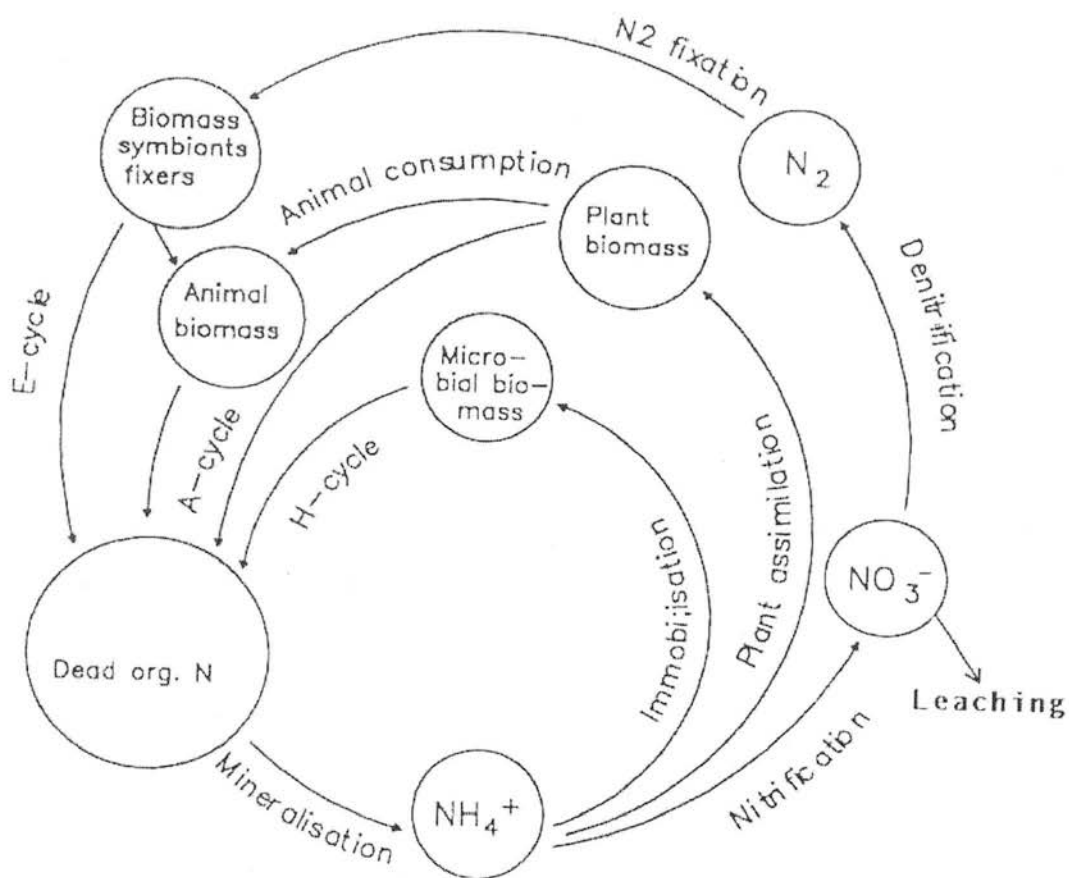 N2 fixation
Biomass
symbionts
fixers
N₂
Animal consumption
Plant
biomass
Denitrification
Animal
biomass
E-cycle
Micro-
bial bio-
mass
A-cycle
H-cycle
Immobilisation
Plant assimilation
NO₃⁻
Leaching
Dead org. N
Nitrification
Mineralisation
NH₄⁺